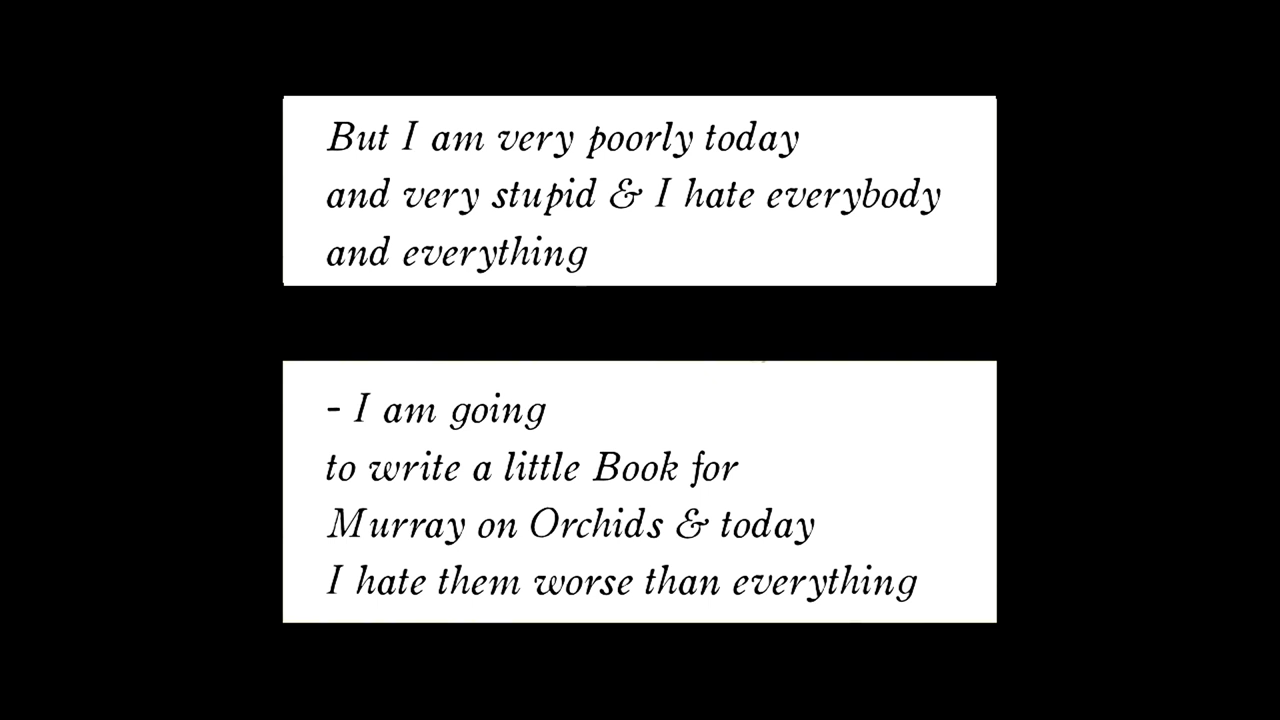 But I am very poorly today
and very stupid & I hate everybody
and everything
- I am going
to write a little Book for
Murray on Orchids & today
I hate them worse than everything